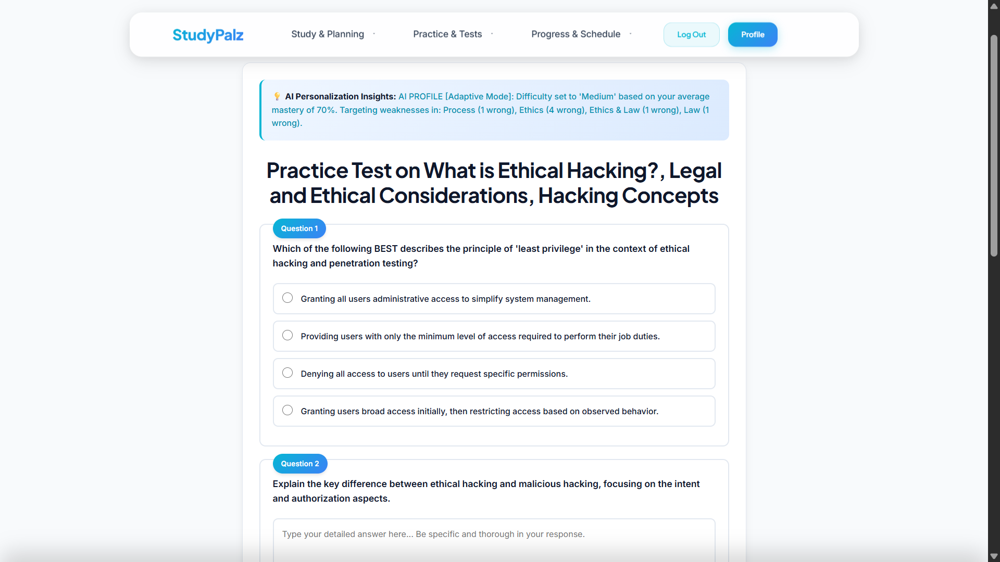 StudyPalz
Study & Planning
Practice & Tests
Progress & Schedule
Log Out
Profile
💡 AI Personalization Insights: AI PROFILE [Adaptive Mode]: Difficulty set to 'Medium' based on your average
mastery of 70%. Targeting weaknesses in: Process (1 wrong), Ethics (4 wrong), Ethics & Law (1 wrong), Law (1
wrong).
Practice Test on What is Ethical Hacking?, Legal
and Ethical Considerations, Hacking Concepts
Question 1
Which of the following BEST describes the principle of 'least privilege' in the context of ethical
hacking and penetration testing?
Granting all users administrative access to simplify system management.
Providing users with only the minimum level of access required to perform their job duties.
Denying all access to users until they request specific permissions.
Granting users broad access initially, then restricting access based on observed behavior.
Question 2
Explain the key difference between ethical hacking and malicious hacking, focusing on the intent
and authorization aspects.
Type your detailed answer here... Be specific and thorough in your response.